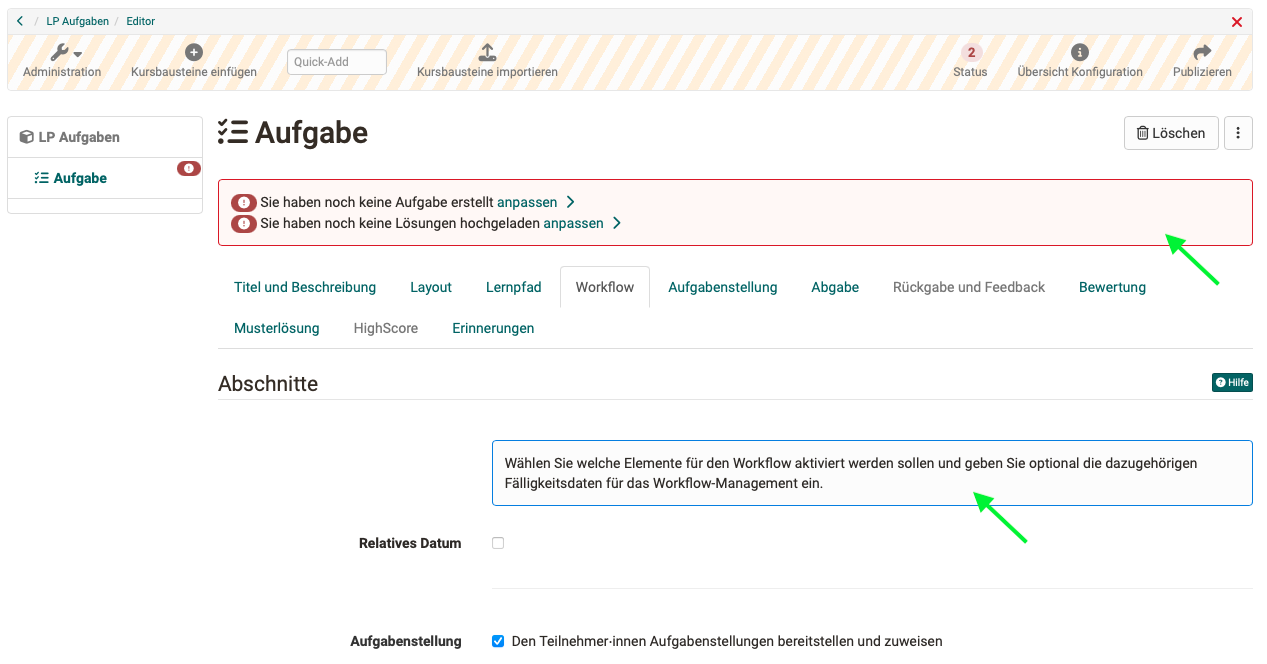 / LP Aufgaben / Editor
Administration
Kursbausteine einfügen
Quick-Add
Kursbausteine importieren
2
Status
Übersicht Konfiguration
Publizieren
LP Aufgaben
Aufgabe
Aufgabe
Löschen
Sie haben noch keine Aufgabe erstellt anpassen
Sie haben noch keine Lösungen hochgeladen anpassen
Titel und Beschreibung Layout Lernpfad Workflow Aufgabenstellung Abgabe Rückgabe und Feedback Bewertung
Musterlösung HighScore Erinnerungen
Abschnitte
Hilfe
Wählen Sie welche Elemente für den Workflow aktiviert werden sollen und geben Sie optional die dazugehörigen
Fälligkeitsdaten für das Workflow-Management ein.
Relatives Datum
Aufgabenstellung Den Teilnehmer·innen Aufgabenstellungen bereitstellen und zuweisen